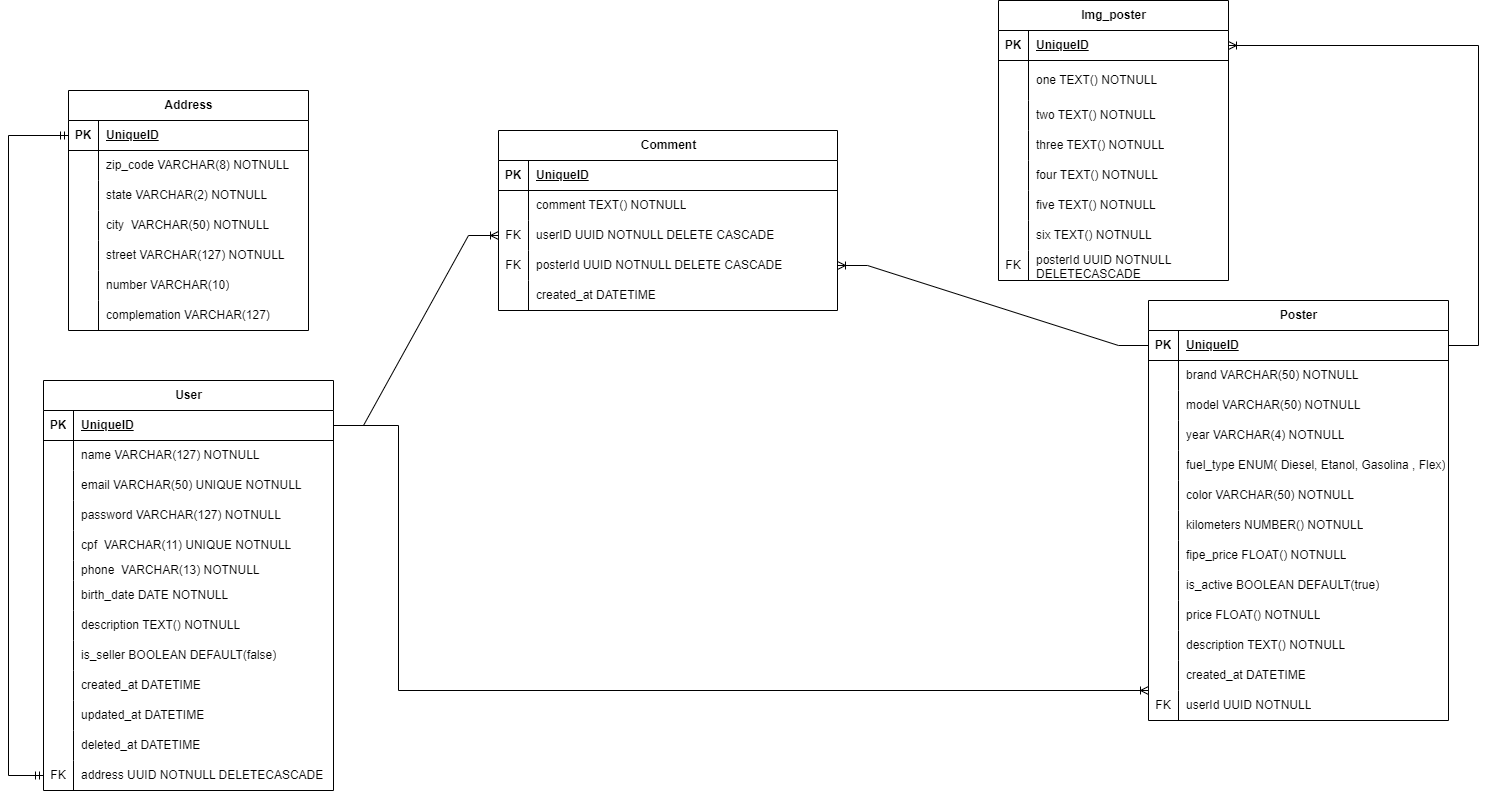 Img_poster
PK UniqueID
one TEXT() NOTNULL
two TEXT() NOTNULL
three TEXT() NOTNULL
four TEXT() NOTNULL
five TEXT() NOTNULL
six TEXT() NOTNULL
FK posterId UUID NOTNULL
DELETECASCADE
Address
PK UniqueID
zip_code VARCHAR(8) NOTNULL
state VARCHAR(2) NOTNULL
city  VARCHAR(50) NOTNULL
street VARCHAR(127) NOTNULL
number VARCHAR(10)
complemation VARCHAR(127)
Comment
PK UniqueID
comment TEXT() NOTNULL
FK userID UUID NOTNULL DELETE CASCADE
FK posterId UUID NOTNULL DELETE CASCADE
created_at DATETIME
User
PK UniqueID
name VARCHAR(127) NOTNULL
email VARCHAR(50) UNIQUE NOTNULL
password VARCHAR(127) NOTNULL
cpf  VARCHAR(11) UNIQUE NOTNULL
phone  VARCHAR(13) NOTNULL
birth_date DATE NOTNULL
description TEXT() NOTNULL
is_seller BOOLEAN DEFAULT(false)
created_at DATETIME
updated_at DATETIME
deleted_at DATETIME
FK address UUID NOTNULL DELETECASCADE
Poster
PK UniqueID
brand VARCHAR(50) NOTNULL
model VARCHAR(50) NOTNULL
year VARCHAR(4) NOTNULL
fuel_type ENUM( Diesel, Etanol, Gasolina , Flex)
color VARCHAR(50) NOTNULL
kilometers NUMBER() NOTNULL
fipe_price FLOAT() NOTNULL
is_active BOOLEAN DEFAULT(true)
price FLOAT() NOTNULL
description TEXT() NOTNULL
created_at DATETIME
FK userId UUID NOTNULL